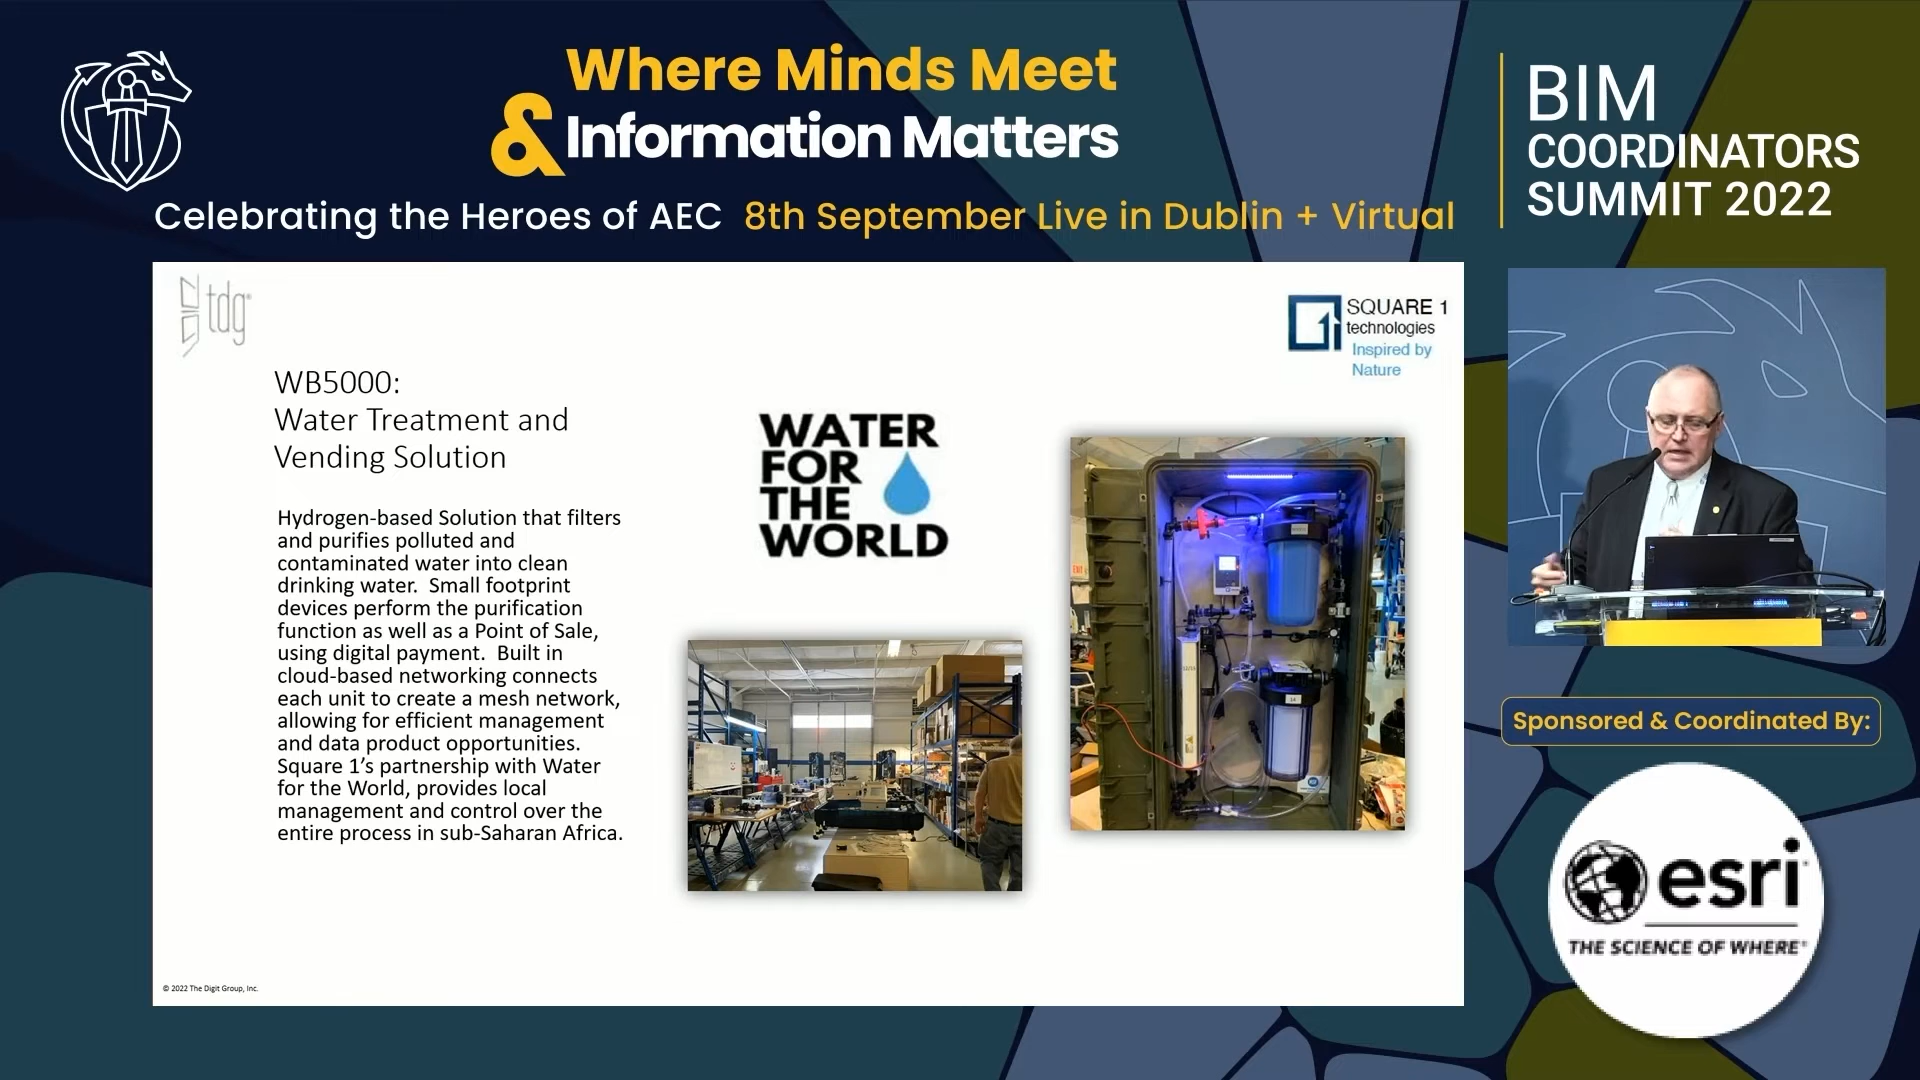 Where Minds Meet
& Information Matters
Celebrating the Heroes of AEC 8th September Live in Dublin + Virtual
BIM
COORDINATORS
SUMMIT 2022
tdg
SQUARE 1
technologies
Inspired by
Nature
WB5000:
Water Treatment and
Vending Solution
Hydrogen-based Solution that filters
and purifies polluted and
contaminated water into clean
drinking water. Small footprint
devices perform the purification
function as well as a Point of Sale,
using digital payment. Built in
cloud-based networking connects
each unit to create a mesh network,
allowing for efficient management
and data product opportunities.
Square 1’s partnership with Water
for the World, provides local
management and control over the
entire process in sub-Saharan Africa.
WATER
FOR
THE
WORLD
© 2022 The Digit Group, Inc.
Sponsored & Coordinated By:
esri
THE SCIENCE OF WHERE®